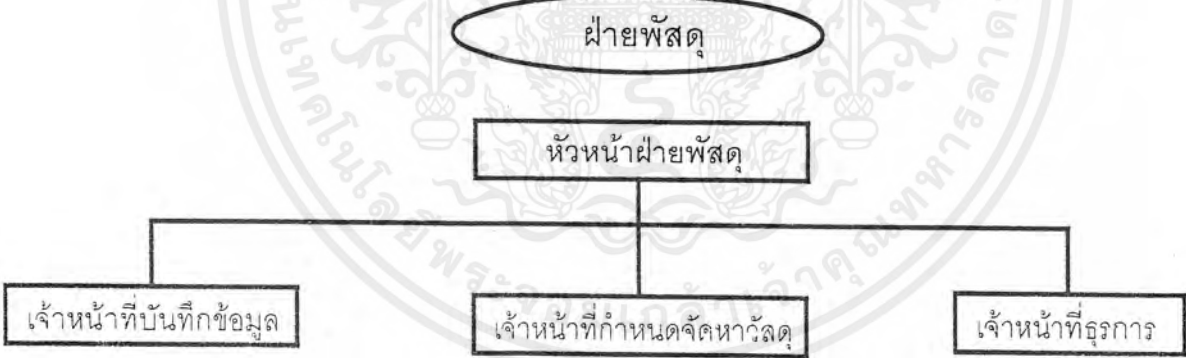 ฝ่ายพัสดุ
หัวหน้าฝ่ายพัสดุ
เจ้าหน้าที่บันทึกข้อมูล
เจ้าหน้าที่กำหนดจัดหาวัสดุ
เจ้าหน้าที่ธุรการ